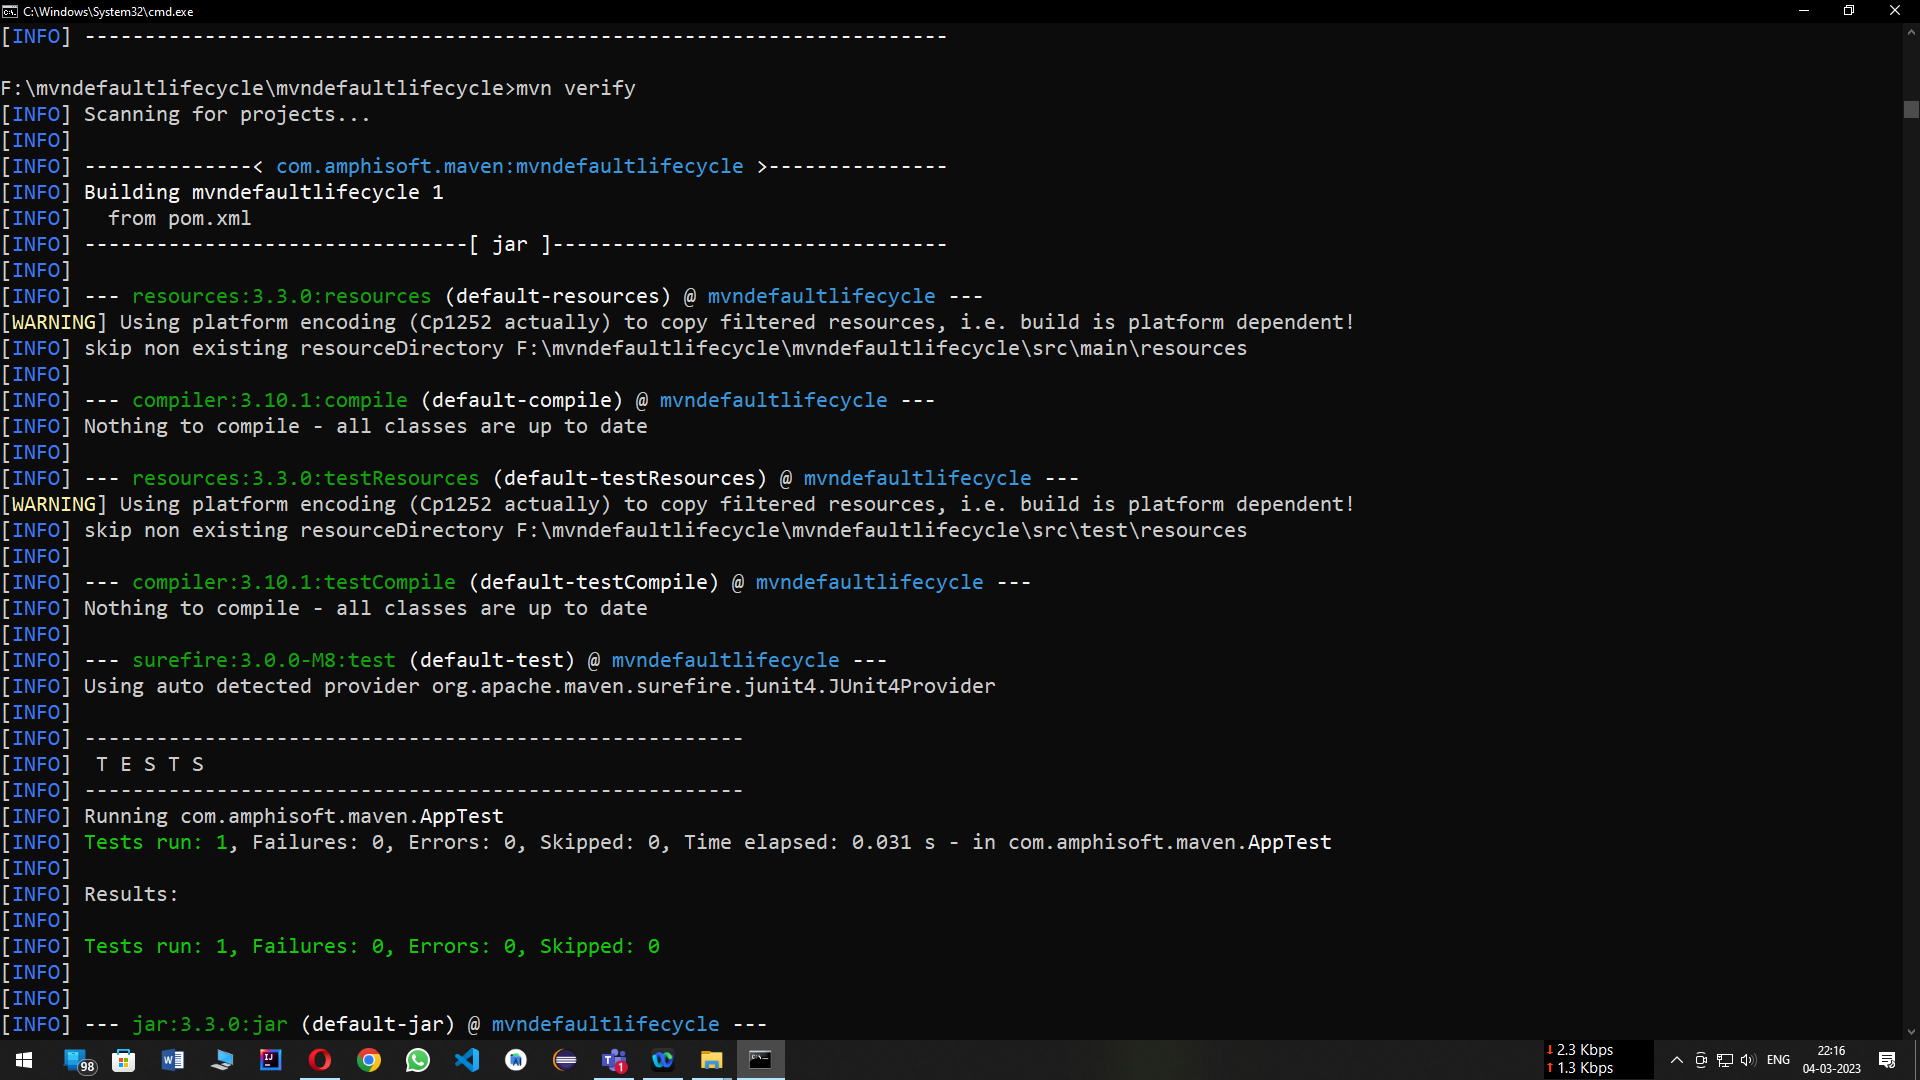 C:\Windows\System32\cmd.exe
[INFO] ------------------------------------------------------------------------
F:\mvndefaultlifecycle\mvndefaultlifecycle>mvn verify
[INFO] Scanning for projects...
[INFO]
[INFO] --------------< com.amphisoft.maven:mvndefaultlifecycle >---------------
[INFO] Building mvndefaultlifecycle 1
[INFO]   from pom.xml
[INFO] --------------------------------[ jar ]---------------------------------
[INFO]
[INFO] --- resources:3.3.0:resources (default-resources) @ mvndefaultlifecycle ---
[WARNING] Using platform encoding (Cp1252 actually) to copy filtered resources, i.e. build is platform dependent!
[INFO] skip non existing resourceDirectory F:\mvndefaultlifecycle\mvndefaultlifecycle\src\main\resources
[INFO]
[INFO] --- compiler:3.10.1:compile (default-compile) @ mvndefaultlifecycle ---
[INFO] Nothing to compile - all classes are up to date
[INFO]
[INFO] --- resources:3.3.0:testResources (default-testResources) @ mvndefaultlifecycle ---
[WARNING] Using platform encoding (Cp1252 actually) to copy filtered resources, i.e. build is platform dependent!
[INFO] skip non existing resourceDirectory F:\mvndefaultlifecycle\mvndefaultlifecycle\src\test\resources
[INFO]
[INFO] --- compiler:3.10.1:testCompile (default-testCompile) @ mvndefaultlifecycle ---
[INFO] Nothing to compile - all classes are up to date
[INFO]
[INFO] --- surefire:3.0.0-M8:test (default-test) @ mvndefaultlifecycle ---
[INFO] Using auto detected provider org.apache.maven.surefire.junit4.JUnit4Provider
[INFO]
[INFO] -------------------------------------------------------
[INFO]  T E S T S
[INFO] -------------------------------------------------------
[INFO] Running com.amphisoft.maven.AppTest
[INFO] Tests run: 1, Failures: 0, Errors: 0, Skipped: 0, Time elapsed: 0.031 s - in com.amphisoft.maven.AppTest
[INFO]
[INFO] Results:
[INFO]
[INFO] Tests run: 1, Failures: 0, Errors: 0, Skipped: 0
[INFO]
[INFO]
[INFO] --- jar:3.3.0:jar (default-jar) @ mvndefaultlifecycle ---
98
1
2.3 Kbps
1.3 Kbps
ENG
22:16
04-03-2023